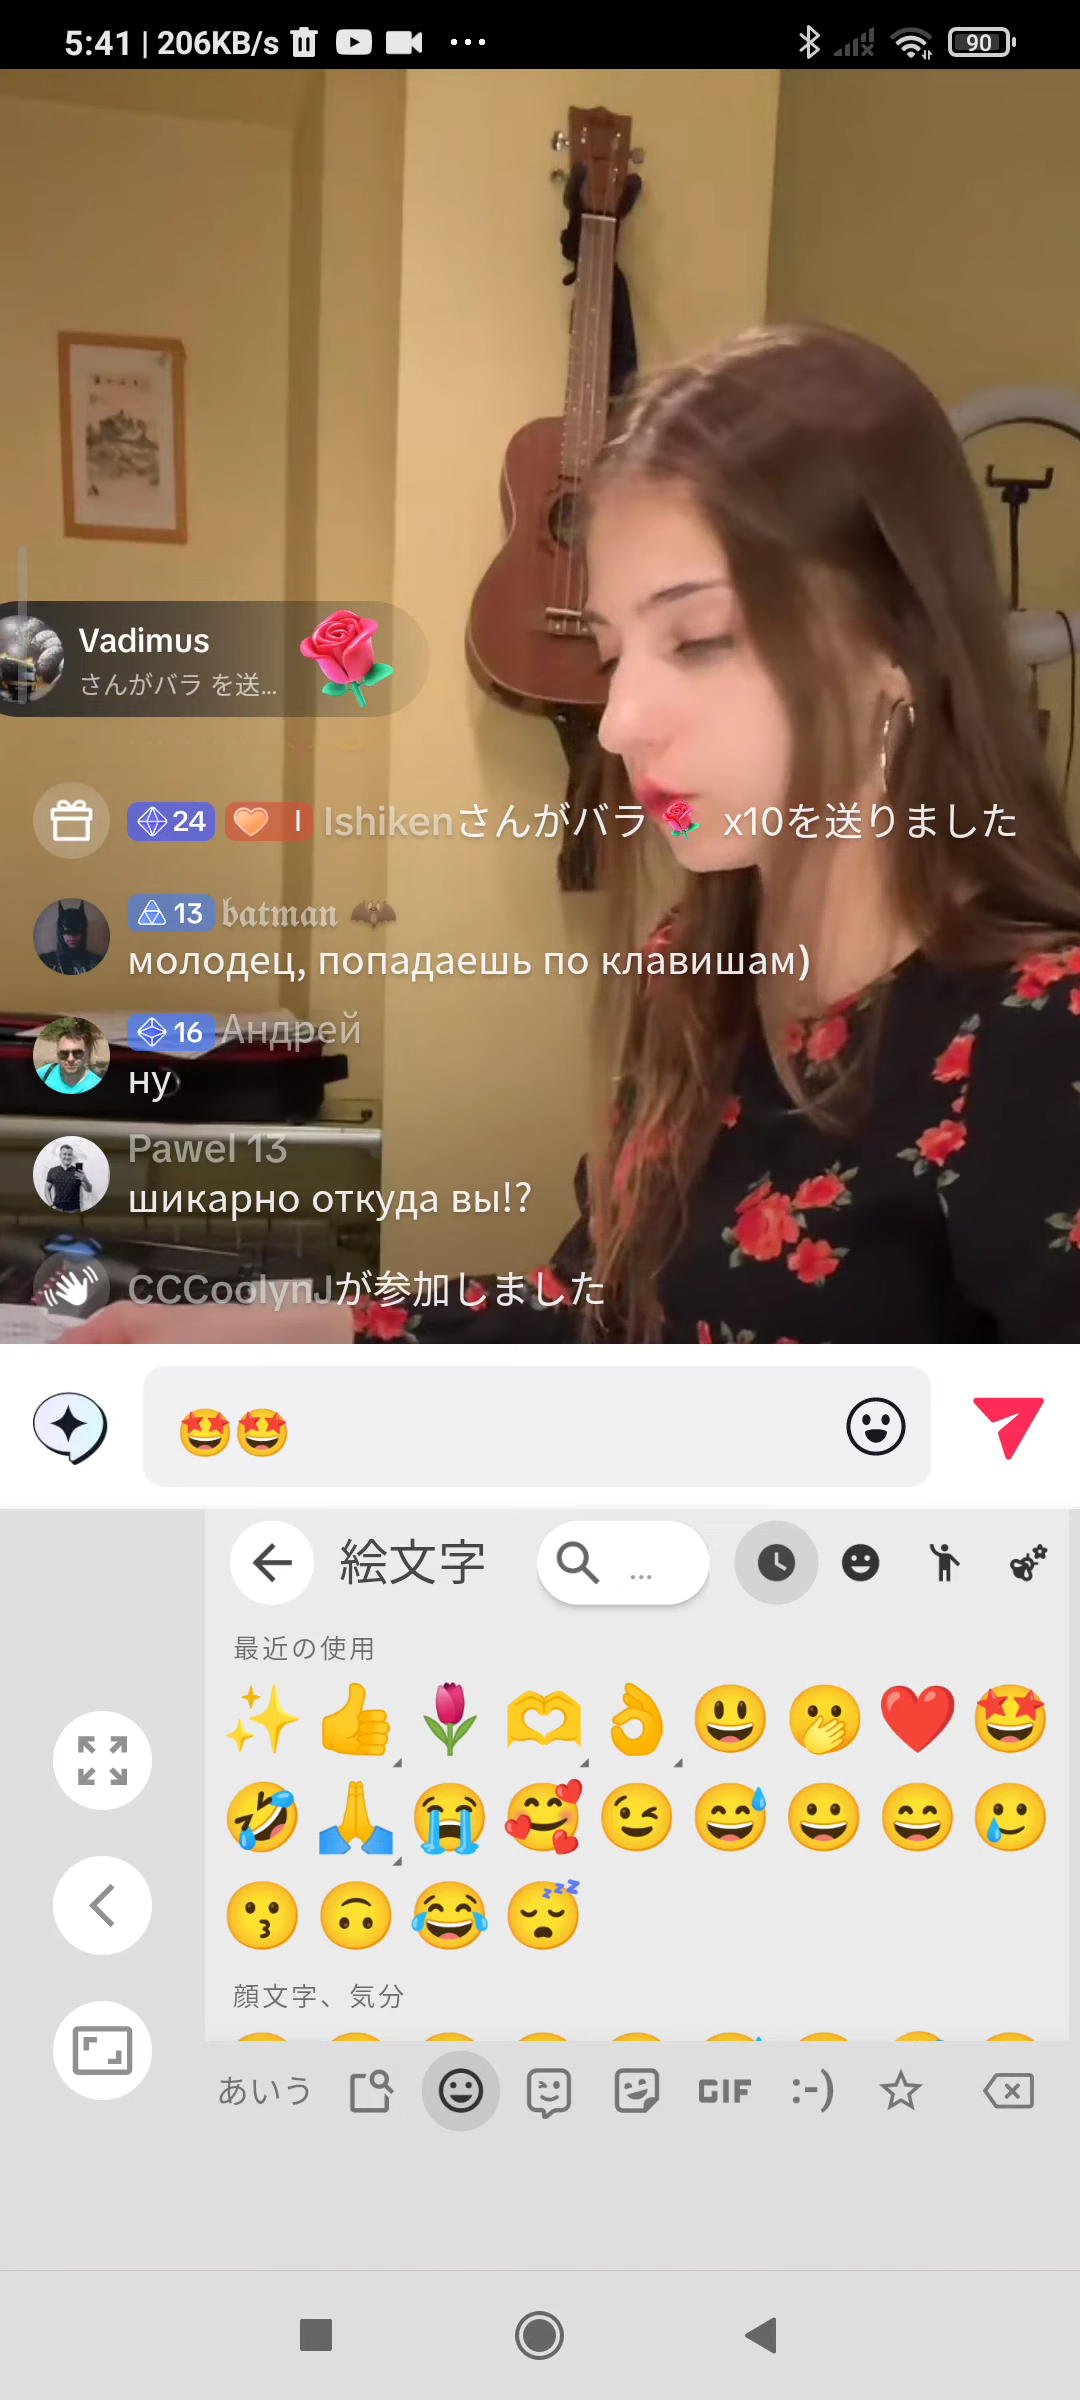 5:41 | 206KB/s
90
Vadimus
さんがバラ を送...
24 I Ishikenさんがバラ🌹 x10を送りました
13 𝖇𝖆𝖙𝖒𝖆𝖓 🦇
молодец, попадаешь по клавишам)
16 Андрей
ну
Pawel 13
шикарно откуда вы!?
CCCoolynJが参加しました
🤩🤩
絵文字
...
最近の使用
顔文字、気分
あいう
GIF
:-)